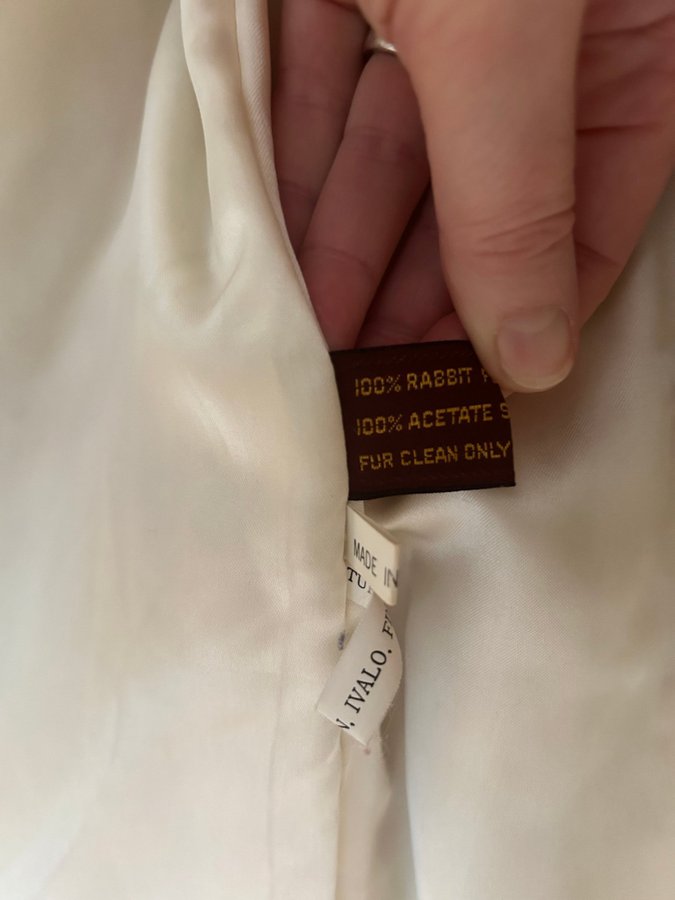 100% RABBIT
100% ACETATE
FUR CLEAN ONLY
MADE IN
IVALO.